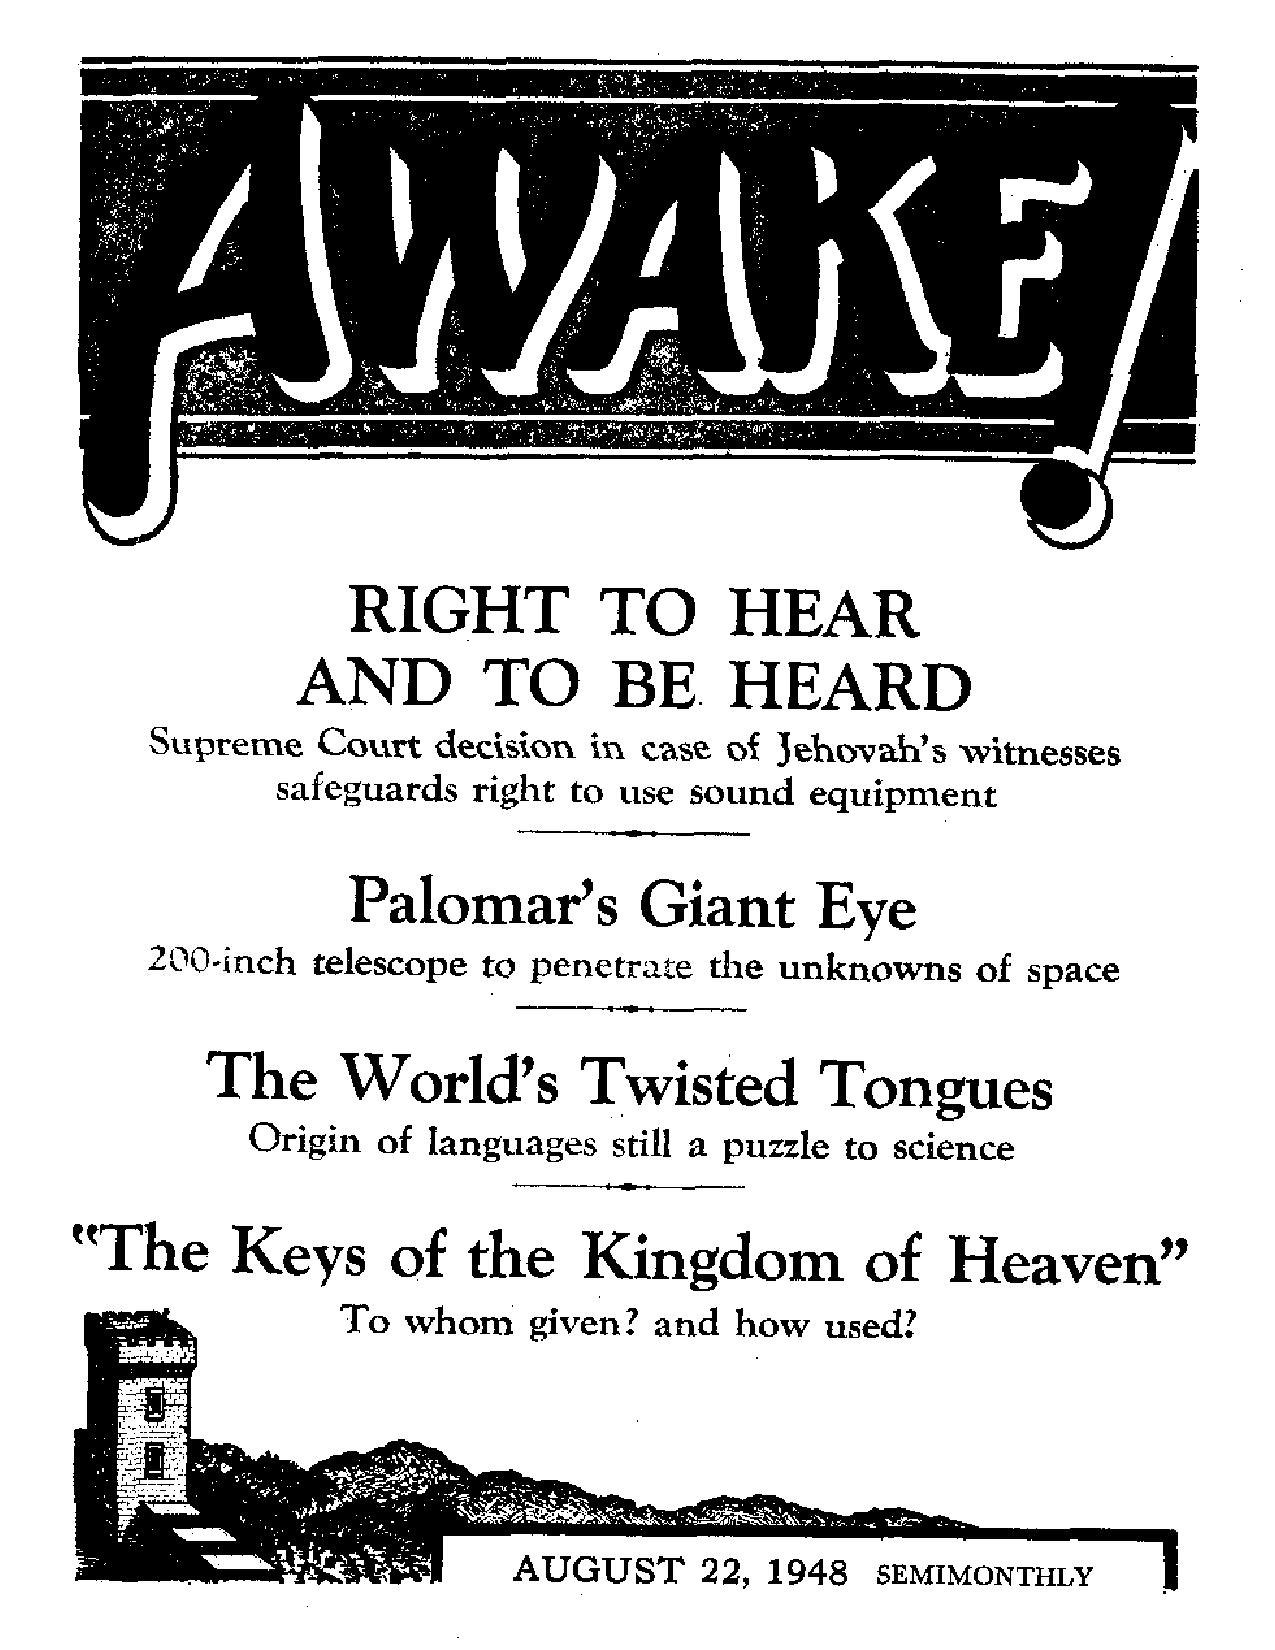 AWAKE!
RIGHT TO HEAR
AND TO BE HEARD
Supreme Court decision in case of Jehovah's witnesses
safeguards right to use sound equipment
Palomar's Giant Eye
200-inch telescope to penetrate the unknowns of space
The World's Twisted Tongues
Origin of languages still a puzzle to science
"The Keys of the Kingdom of Heaven"
To whom given? and how used?
AUGUST 22, 1948 SEMIMONTHLY